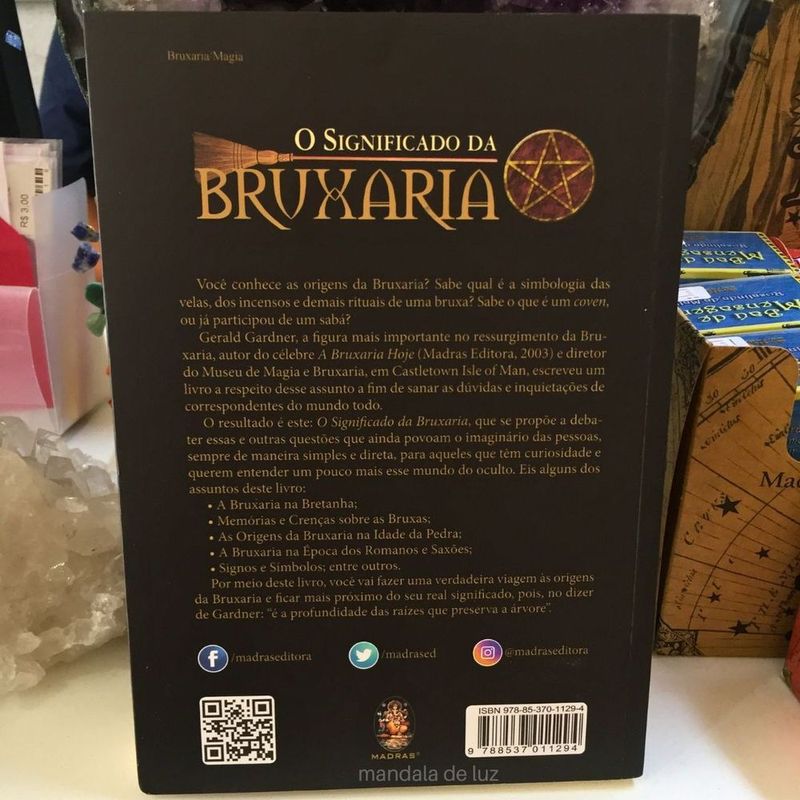 Bruxaria/Magia
O SIGNIFICADO DA
BRUXARIA
Você conhece as origens da Bruxaria? Sabe qual é a simbologia das
velas, dos incensos e demais rituais de uma bruxa? Sabe o que é um coven,
ou já participou de um sabá?
Gerald Gardner, a figura mais importante no ressurgimento da Bru-
xaria, autor do célebre A Bruxaria Hoje (Madras Editora, 2003) e diretor
do Museu de Magia e Bruxaria, em Castletown Isle of Man, escreveu um
livro a respeito desse assunto a fim de sanar as dúvidas e inquietações de
correspondentes do mundo todo.
O resultado é este: O Significado da Bruxaria, que se propõe a deba-
ter essas e outras questões que ainda povoam o imaginário das pessoas,
sempre de maneira simples e direta, para aqueles que têm curiosidade e
querem entender um pouco mais esse mundo do oculto. Eis alguns dos
assuntos deste livro:
• A Bruxaria na Bretanha;
• Memórias e Crenças sobre as Bruxas;
• As Origens da Bruxaria na Idade da Pedra;
• A Bruxaria na Época dos Romanos e Saxões;
• Signos e Símbolos; entre outros.
Por meio deste livro, você vai fazer uma verdadeira viagem às origens
da Bruxaria e ficar mais próximo do seu real significado, pois, no dizer
de Gardner: “é a profundidade das raízes que preserva a árvore”.
/madraseditora
/madrased
@madraseditora
ISBN 978-85-370-1129-4
9 788537 011294
MADRAS®
mandala de luz
R$ 3,00
Baú de